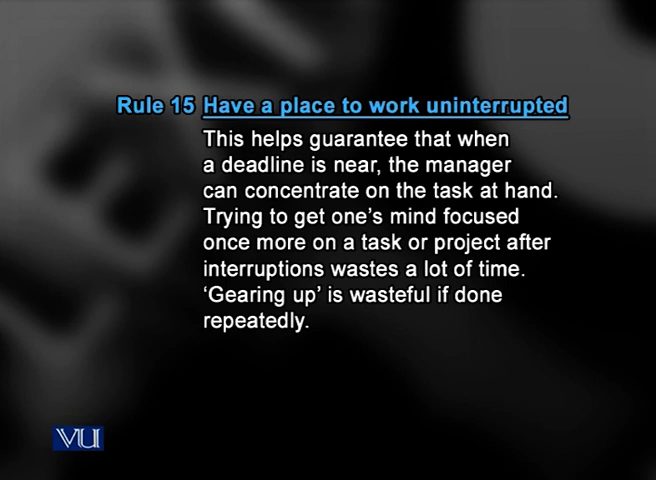 Rule 15 Have a place to work uninterrupted
This helps guarantee that when
a deadline is near, the manager
can concentrate on the task at hand.
Trying to get one’s mind focused
once more on a task or project after
interruptions wastes a lot of time.
‘Gearing up’ is wasteful if done
repeatedly.
VU